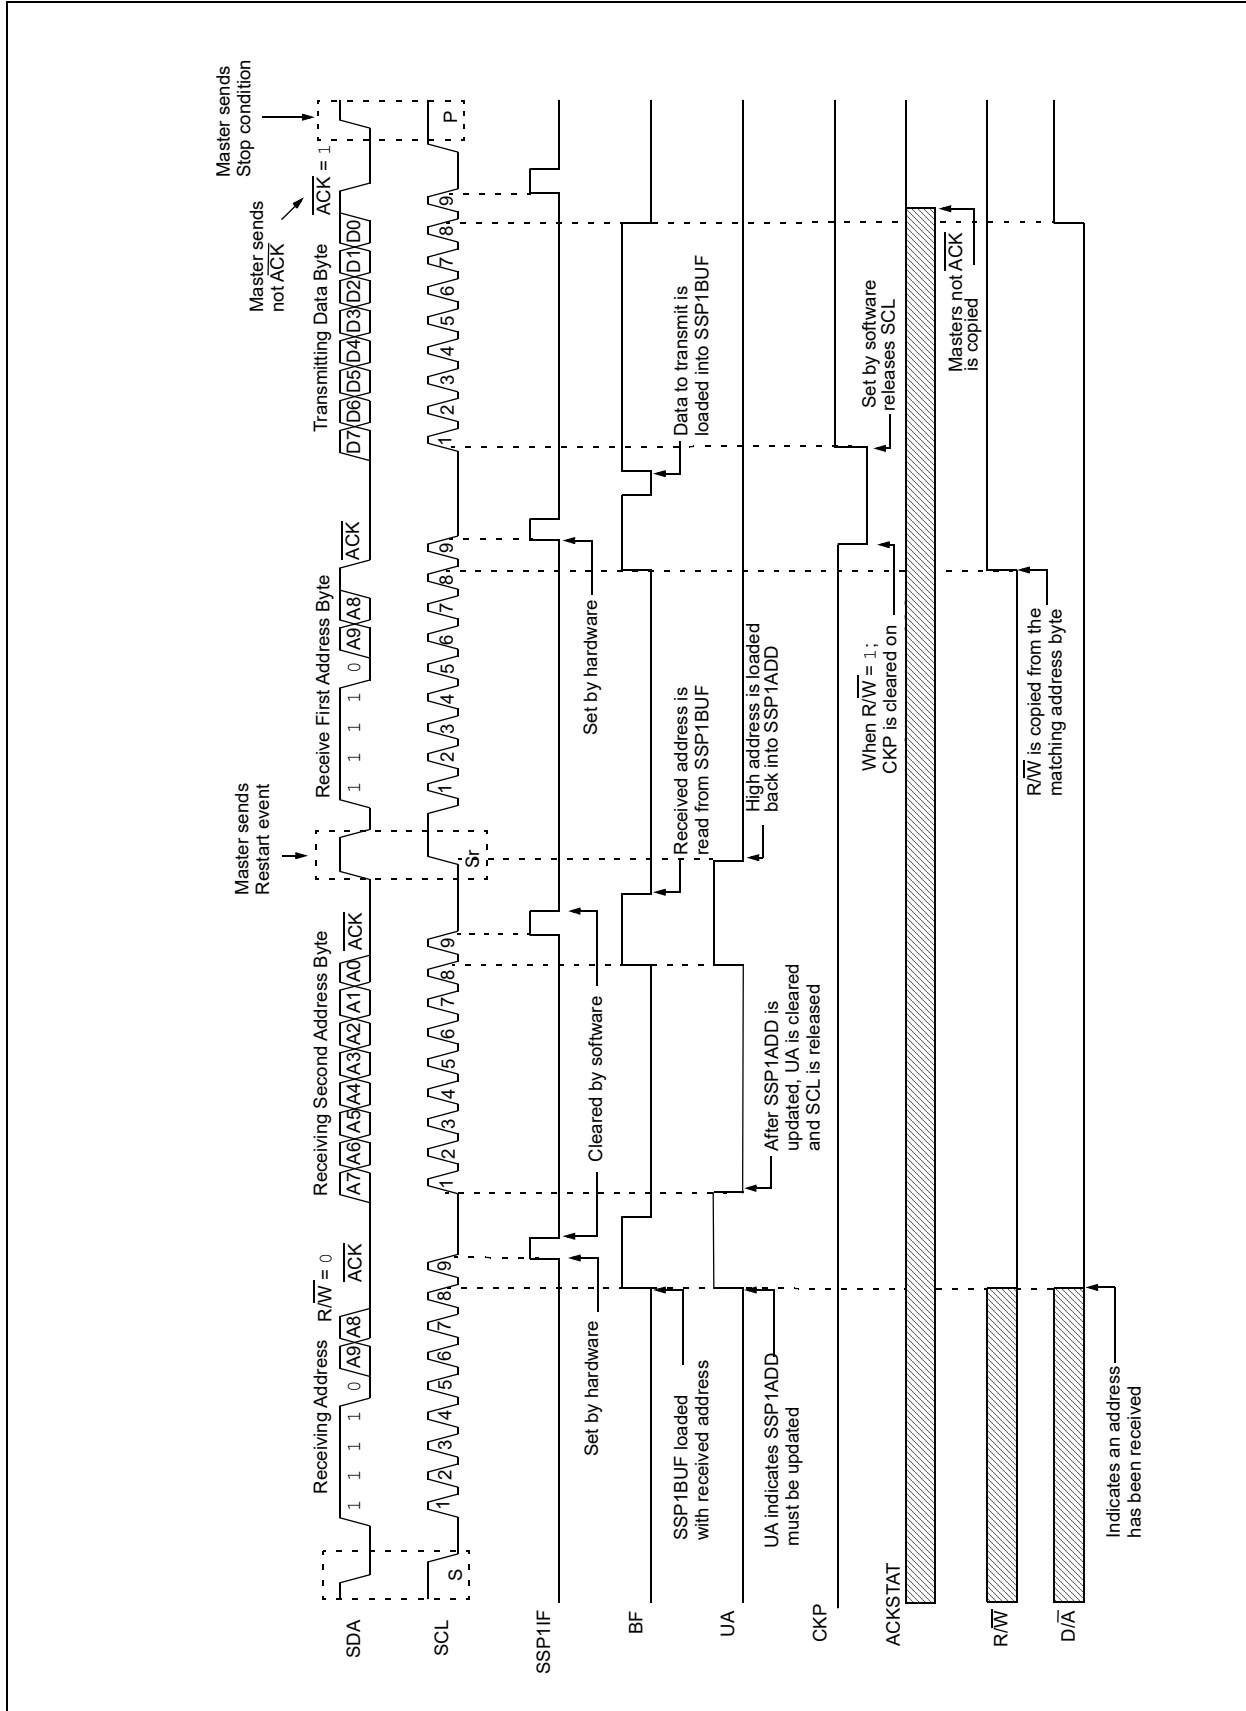 Master sends
Stop condition
Master sends
not A̅C̅K̅
Master sends
Restart event
Receiving Address R/W̅ = 0
A̅C̅K̅
Receiving Second Address Byte
A̅C̅K̅
Receive First Address Byte
A̅C̅K̅
Transmitting Data Byte
A̅C̅K̅ = 1
SDA
1 1 1 1 0 A9 A8
A7 A6 A5 A4 A3 A2 A1 A0
1 1 1 1 0 A9 A8
D7 D6 D5 D4 D3 D2 D1 D0
SCL
S
1 2 3 4 5 6 7 8 9
1 2 3 4 5 6 7 8 9
Sr
1 2 3 4 5 6 7 8 9
1 2 3 4 5 6 7 8 9
P
SSP1IF
Set by hardware
Cleared by software
Set by hardware
BF
SSP1BUF loaded
with received address
Received address is
read from SSP1BUF
Data to transmit is
loaded into SSP1BUF
UA
UA indicates SSP1ADD
must be updated
After SSP1ADD is
updated, UA is cleared
and SCL is released
High address is loaded
back into SSP1ADD
CKP
When R/W̅ = 1;
CKP is cleared on
Set by software
releases SCL
ACKSTAT
Masters not A̅C̅K̅
is copied
R/W̅
R/W̅ is copied from the
matching address byte
D/A̅
Indicates an address
has been received